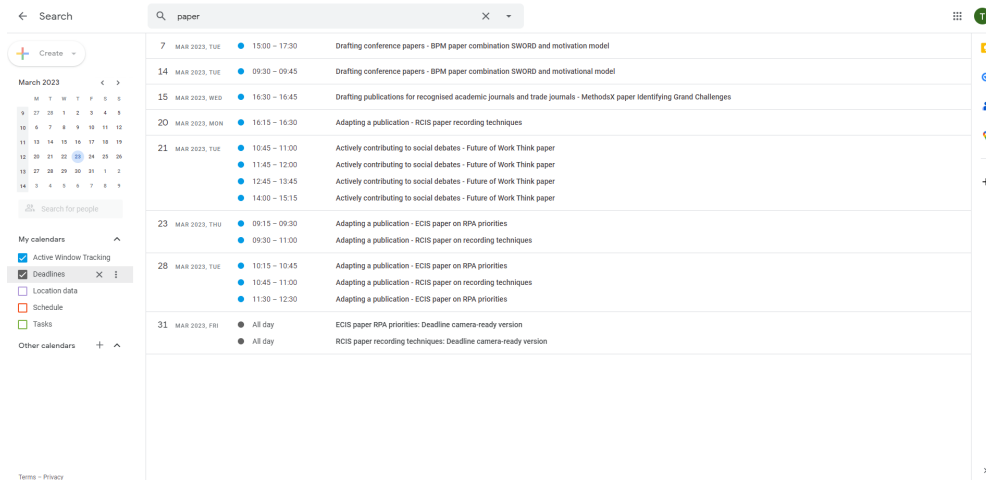 Search
paper
T
Create
March 2023
M T W T F S S
9 27 28 1 2 3 4 5
10 6 7 8 9 10 11 12
11 13 14 15 16 17 18 19
12 20 21 22 23 24 25 26
13 27 28 29 30 31 1 2
14 3 4 5 6 7 8 9
Search for people
My calendars
Active Window Tracking
Deadlines
Location data
Schedule
Tasks
Other calendars
Terms – Privacy
7 MAR 2023, TUE 15:00 – 17:30 Drafting conference papers - BPM paper combination SWORD and motivation model
14 MAR 2023, TUE 09:30 – 09:45 Drafting conference papers - BPM paper combination SWORD and motivational model
15 MAR 2023, WED 16:30 – 16:45 Drafting publications for recognised academic journals and trade journals - MethodsX paper Identifying Grand Challenges
20 MAR 2023, MON 16:15 – 16:30 Adapting a publication - RCIS paper recording techniques
21 MAR 2023, TUE 10:45 – 11:00 Actively contributing to social debates - Future of Work Think paper
11:45 – 12:00 Actively contributing to social debates - Future of Work Think paper
12:45 – 13:45 Actively contributing to social debates - Future of Work Think paper
14:00 – 15:15 Actively contributing to social debates - Future of Work Think paper
23 MAR 2023, THU 09:15 – 09:30 Adapting a publication - ECIS paper on RPA priorities
09:30 – 11:00 Adapting a publication - RCIS paper on recording techniques
28 MAR 2023, TUE 10:15 – 10:45 Adapting a publication - ECIS paper on RPA priorities
10:45 – 11:00 Adapting a publication - RCIS paper on recording techniques
11:30 – 12:30 Adapting a publication - ECIS paper on RPA priorities
31 MAR 2023, FRI All day ECIS paper RPA priorities: Deadline camera-ready version
All day RCIS paper recording techniques: Deadline camera-ready version